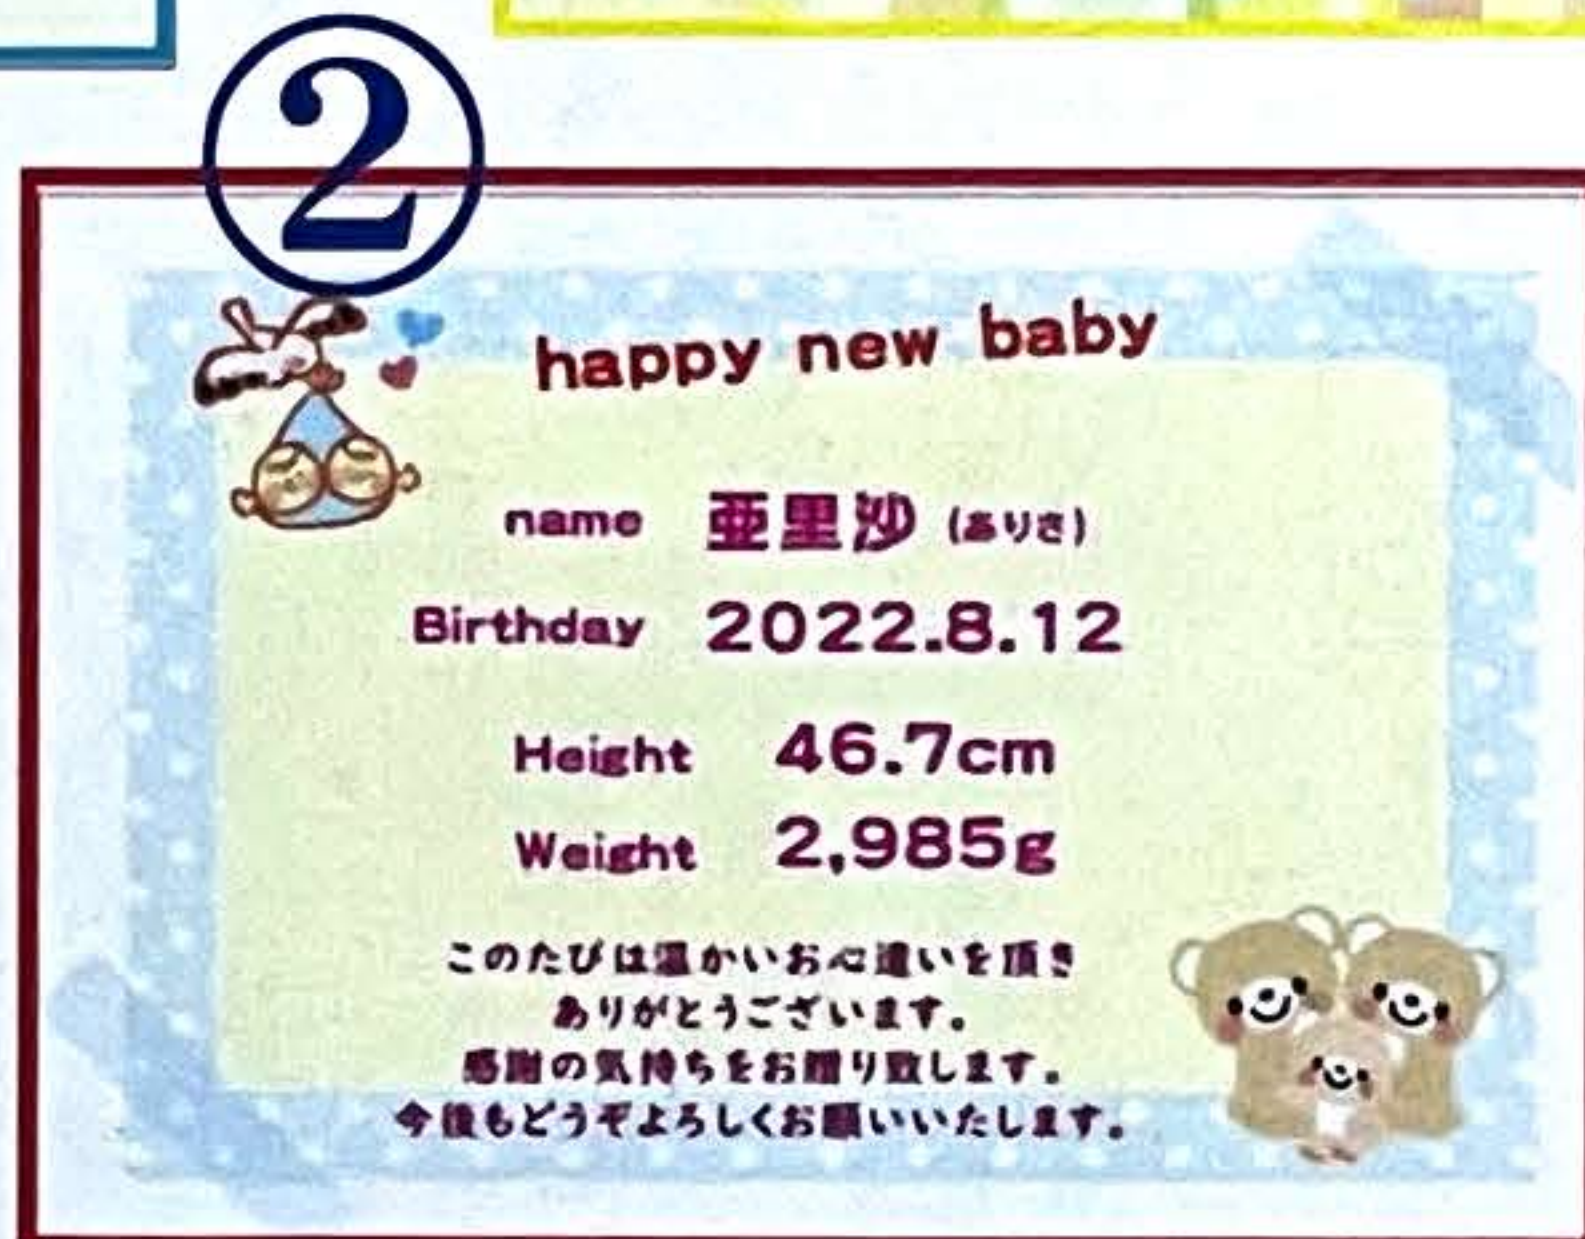 ②
happy new baby
name 亜里沙 (ありさ)
Birthday 2022.8.12
Height 46.7cm
Weight 2,985g
このたびは温かいお心遣いを頂き
ありがとうございます。
感謝の気持ちをお贈り致します。
今後もどうぞよろしくお願いいたします。